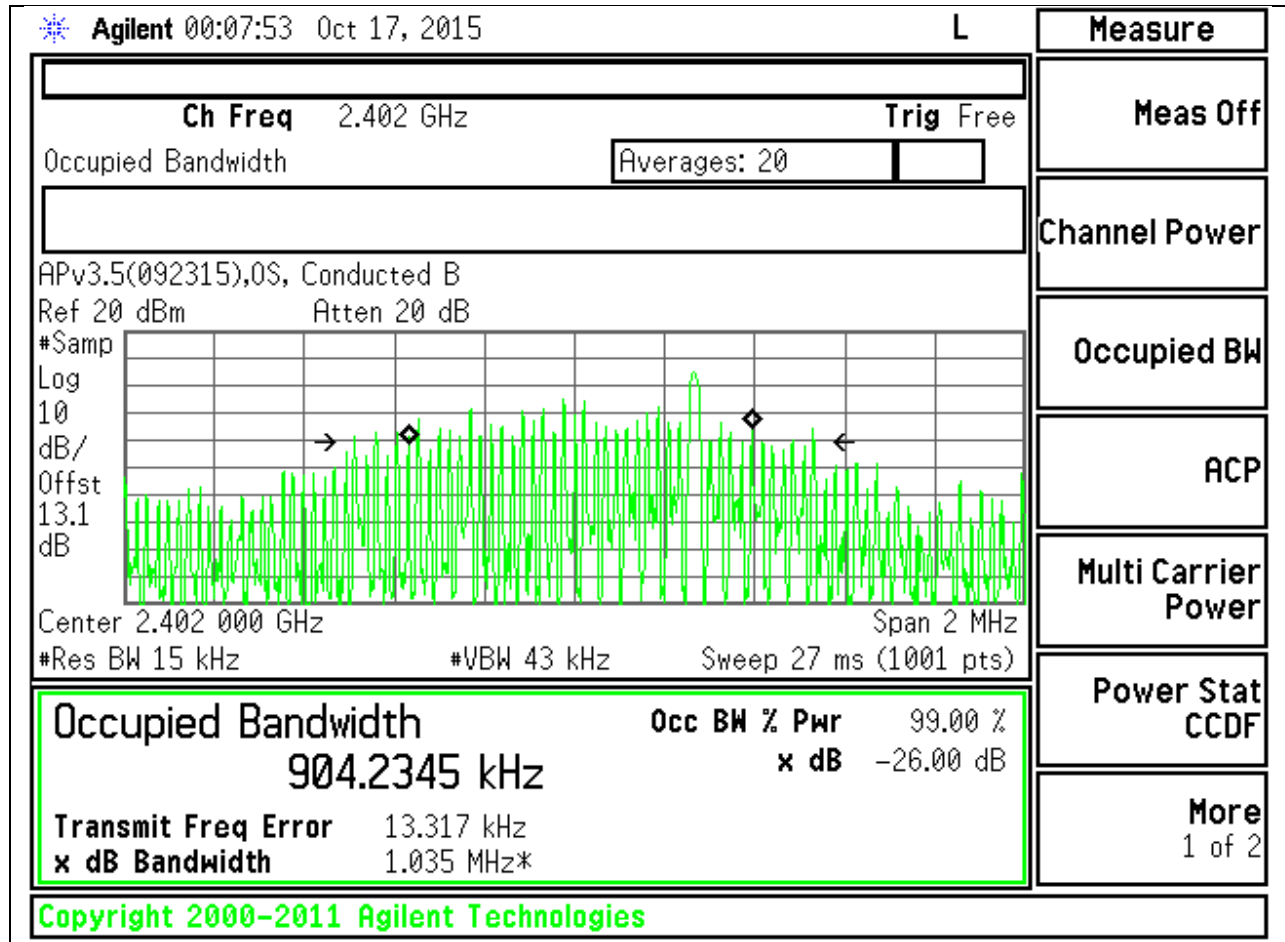 Agilent 00:07:53 Oct 17, 2015 L
Measure
Ch Freq 2.402 GHz Trig Free
Occupied Bandwidth Averages: 20
APv3.5(092315),OS, Conducted B
Ref 20 dBm Atten 20 dB
#Samp
Log
10
dB/
Offst
13.1
dB
Center 2.402 000 GHz Span 2 MHz
#Res BW 15 kHz #VBW 43 kHz Sweep 27 ms (1001 pts)
Occupied Bandwidth Occ BW % Pwr 99.00 %
904.2345 kHz x dB -26.00 dB
Transmit Freq Error 13.317 kHz
x dB Bandwidth 1.035 MHz*
Copyright 2000-2011 Agilent Technologies
Meas Off
Channel Power
Occupied BW
ACP
Multi Carrier
Power
Power Stat
CCDF
More
1 of 2